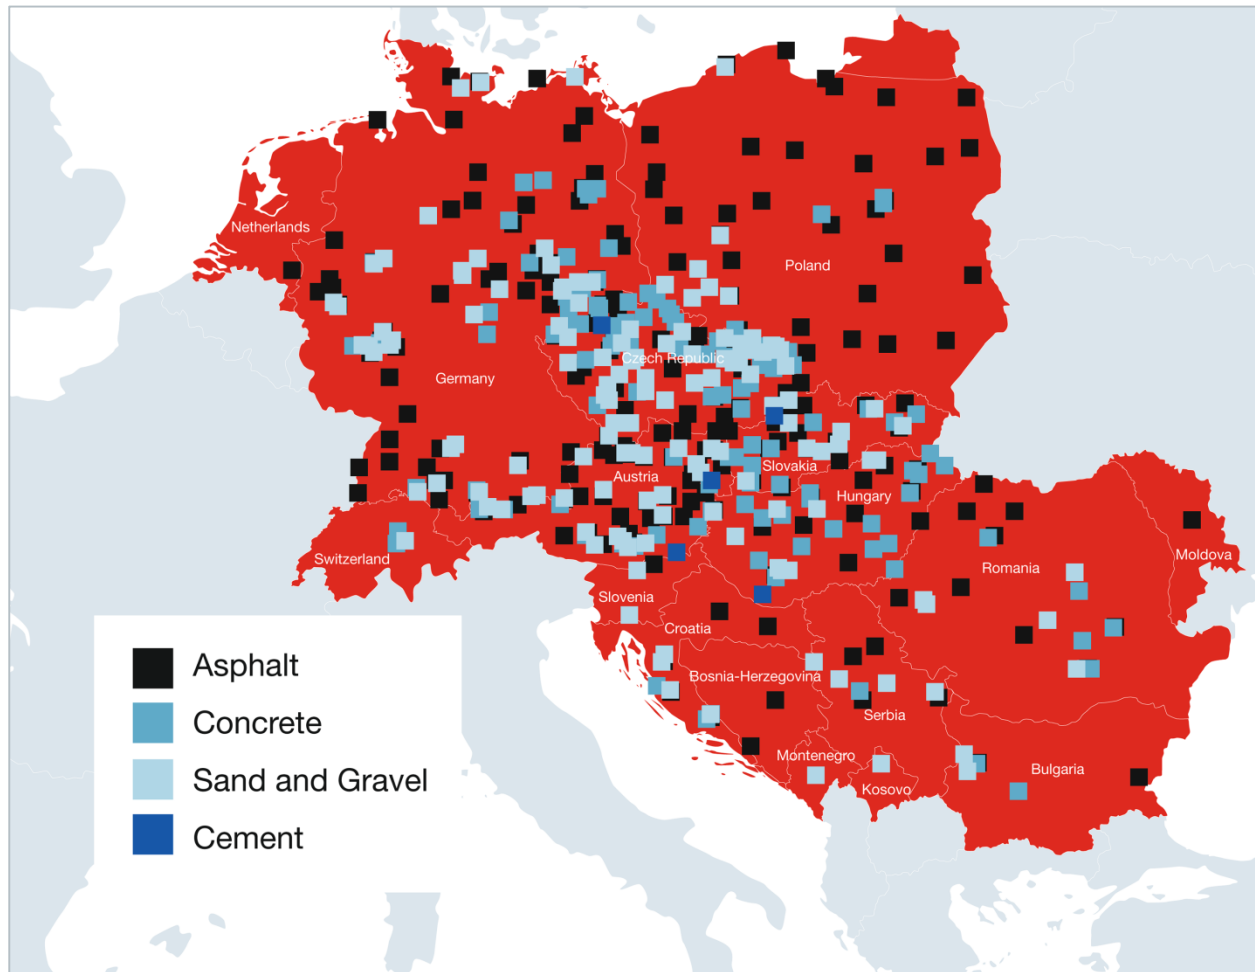 Netherlands
Poland
Czech Republic
Germany
Slovakia
Austria
Hungary
Switzerland
Moldova
Romania
Slovenia
Croatia
Bosnia-Herzegovina
Serbia
Montenegro
Kosovo
Bulgaria
Asphalt
Concrete
Sand and Gravel
Cement